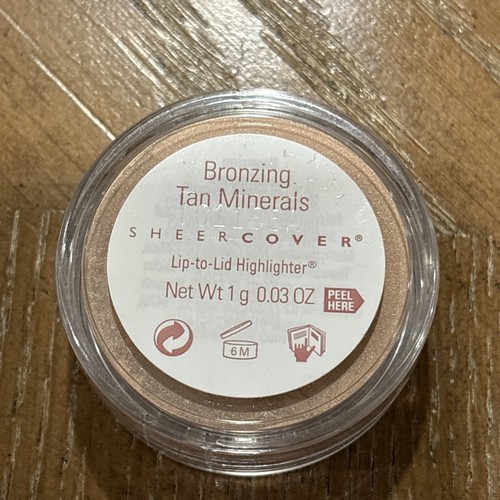 Bronzing
Tan Minerals
SHEERCOVER®
Lip-to-Lid Highlighter®
Net Wt 1 g 0.03 OZ
PEEL
HERE
6M